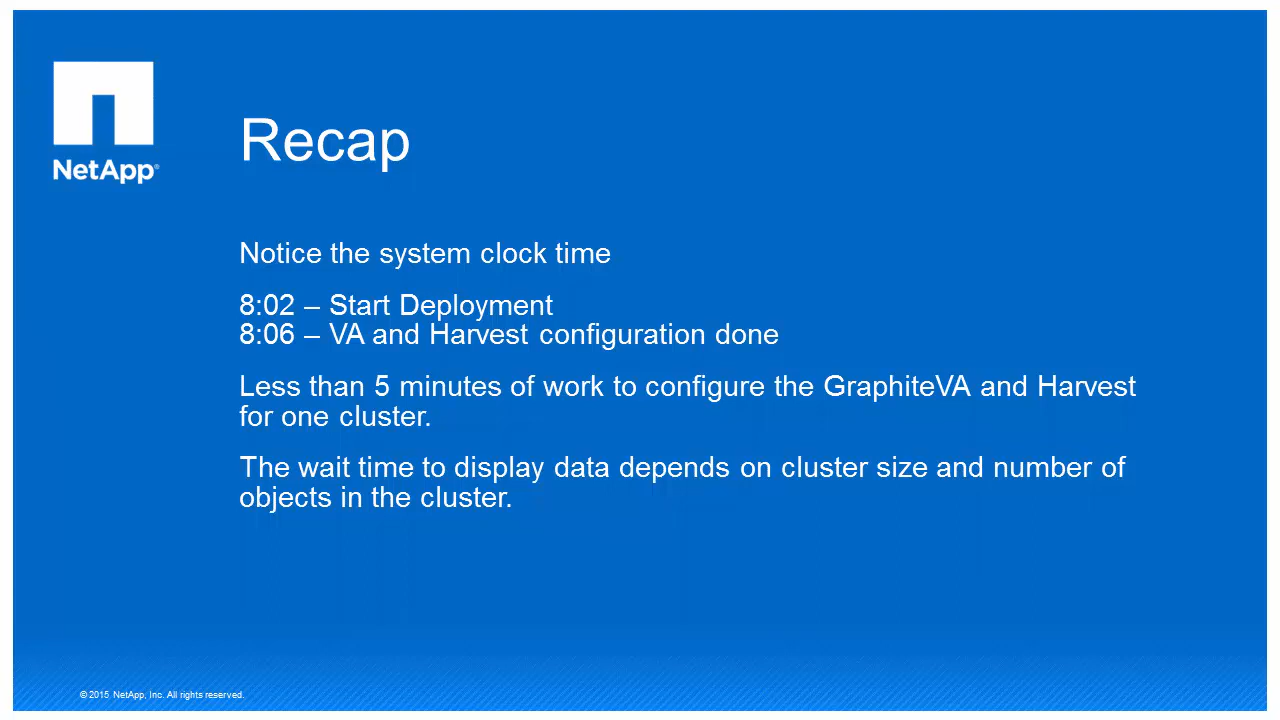 NetApp®
Recap
Notice the system clock time
8:02 – Start Deployment
8:06 – VA and Harvest configuration done
Less than 5 minutes of work to configure the GraphiteVA and Harvest
for one cluster.
The wait time to display data depends on cluster size and number of
objects in the cluster.
© 2015 NetApp, Inc. All rights reserved.